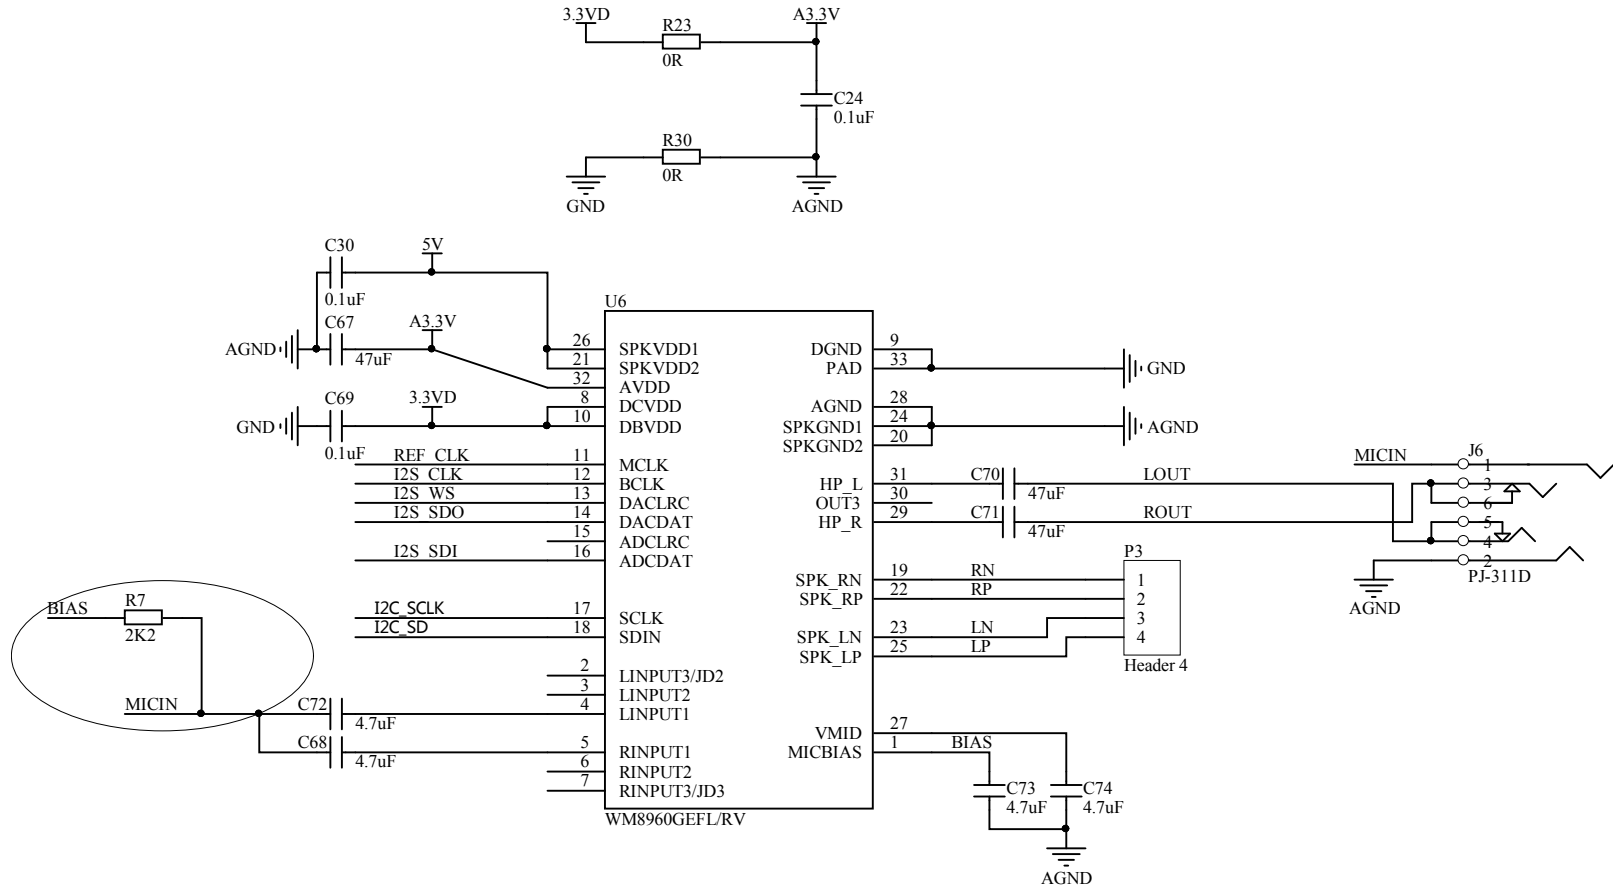 3.3VD
A3.3V
R23
0R
C24
0.1uF
R30
0R
GND
AGND
C30
0.1uF
5V
C67
47uF
A3.3V
AGND
C69
0.1uF
3.3VD
GND
U6
26 SPKVDD1
21 SPKVDD2
32 AVDD
8 DCVDD
10 DBVDD
REF_CLK 11 MCLK
I2S_CLK 12 BCLK
I2S_WS 13 DACLRC
I2S_SDO 14 DACDAT
15 ADCLRC
I2S_SDI 16 ADCDAT
I2C_SCLK 17 SCLK
I2C_SD 18 SDIN
2 LINPUT3/JD2
3 LINPUT2
4 LINPUT1
5 RINPUT1
6 RINPUT2
7 RINPUT3/JD3
WM8960GEFL/RV
BIAS
R7
2K2
MICIN
C72
4.7uF
C68
4.7uF
DGND 9
PAD 33
GND
AGND 28
SPKGND1 24
SPKGND2 20
AGND
HP_L 31
OUT3 30
HP_R 29
C70
47uF
LOUT
C71
47uF
ROUT
SPK_RN 19 RN
SPK_RP 22 RP
SPK_LN 23 LN
SPK_LP 25 LP
P3
1
2
3
4
Header 4
VMID 27
MICBIAS 1 BIAS
C73
4.7uF
C74
4.7uF
AGND
MICIN
J6
1
3
6
5
4
2
PJ-311D
AGND